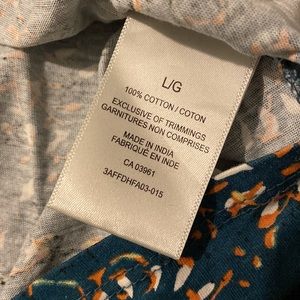 L/G
100% COTTON / COTON
EXCLUSIVE OF TRIMMINGS
GARNITURES NON COMPRISES
MADE IN INDIA
FABRIQUÉ EN INDE
CA 03961
3AFFDHFA03-015